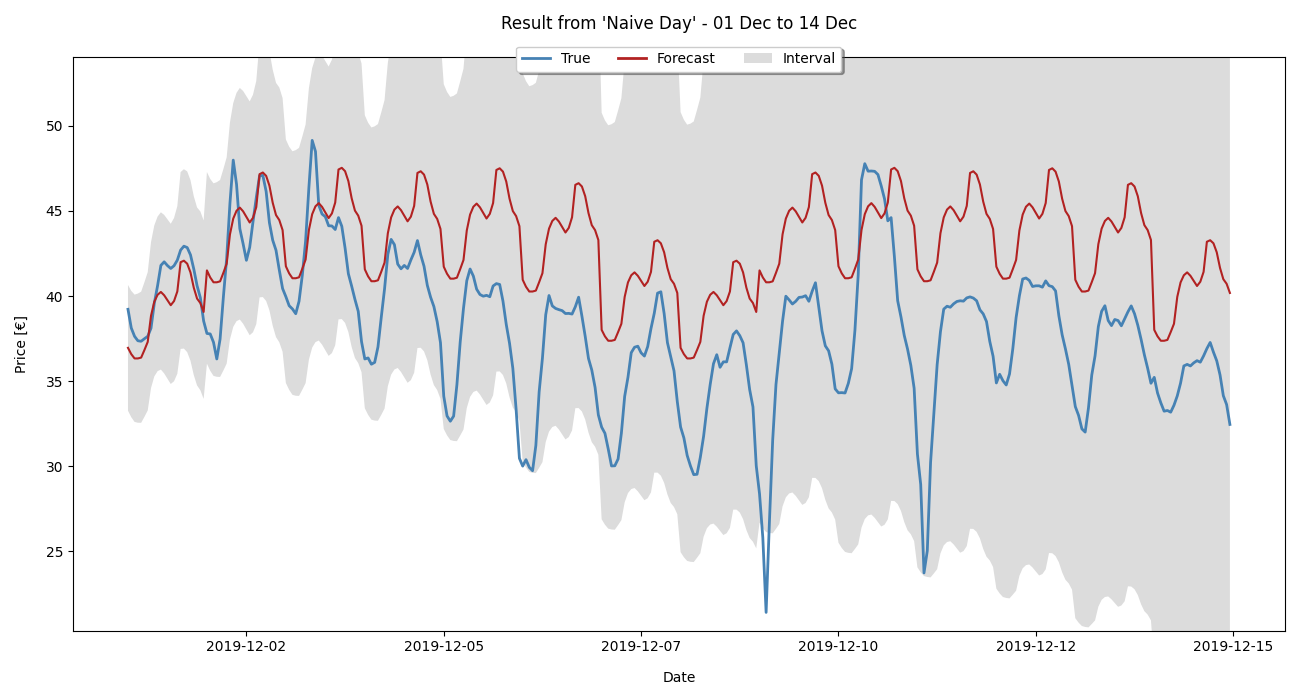 Result from 'Naive Day' - 01 Dec to 14 Dec
True Forecast Interval
Price [€]
50
45
40
35
30
25
2019-12-02 2019-12-05 2019-12-07 2019-12-10 2019-12-12 2019-12-15
Date